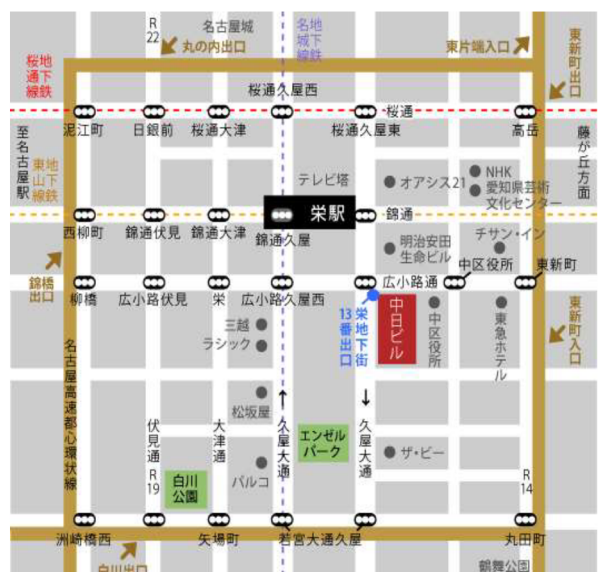 R
22
名古屋城
丸の内出口
名地
城下
線鉄
東片端入口
東新町出口
桜地
通下
線鉄
桜通久屋西
桜通
泥江町
日銀前
桜通大津
桜通久屋東
高岳
至名古屋駅
東地
山下
線鉄
藤が丘方面
テレビ塔
オアシス21
NHK
愛知県芸術
文化センター
栄駅
錦通
西柳町
錦通伏見
錦通大津
錦通久屋
明治安田
生命ビル
チサン・イン
中区役所
東新町
錦橋
出口
広小路通
柳橋
広小路伏見
栄
広小路久屋西
栄地下街
13番出口
中日ビル
中区役所
東急ホテル
東新町入口
三越
ラシック
名古屋高速都心環状線
松坂屋
伏見通
R
19
大津通
久屋大通
エンゼル
パーク
久屋大通
ザ・ビー
白川
公園
パルコ
R
14
洲崎橋西
矢場町
若宮大通久屋
丸田町
白川出口
鶴舞公園